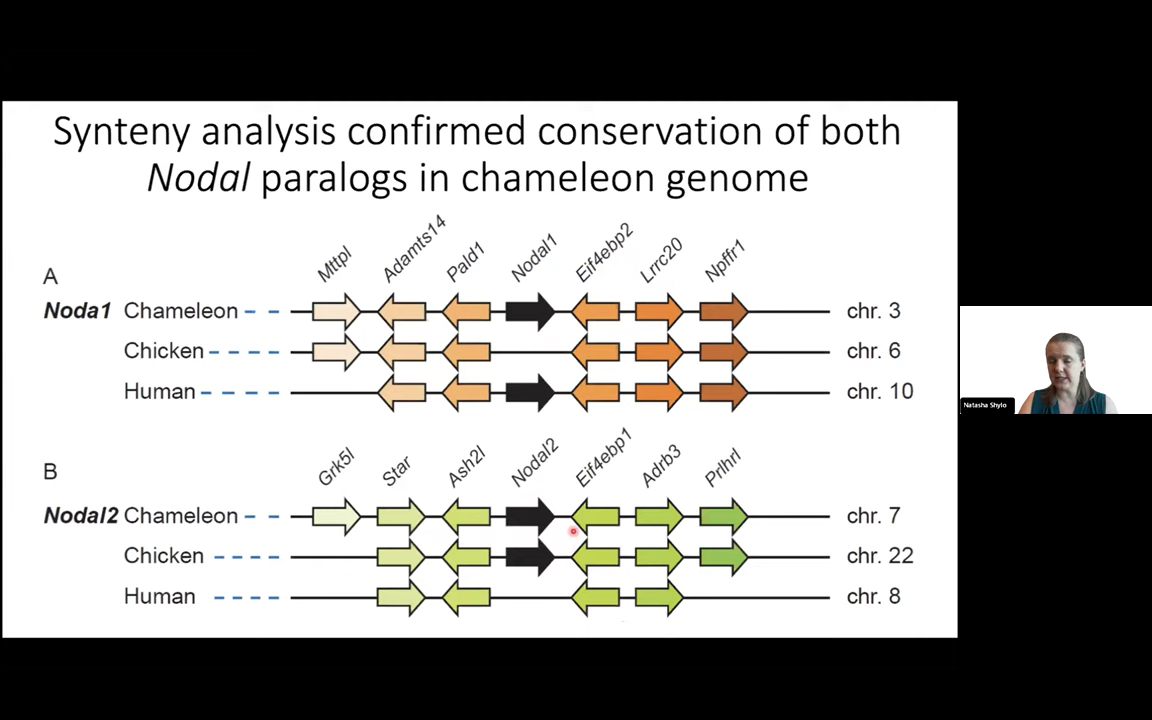 Synteny analysis confirmed conservation of both
Nodal paralogs in chameleon genome
A
Mttpl Adamts14 Pald1 Nodal1 Eif4ebp2 Lrrc20 Npffr1
Noda1 Chameleon chr. 3
Chicken chr. 6
Human chr. 10
B
Grk5l Star Ash2l Nodal2 Eif4ebp1 Adrb3 Prlhrl
Nodal2 Chameleon chr. 7
Chicken chr. 22
Human chr. 8
Natasha Shylo